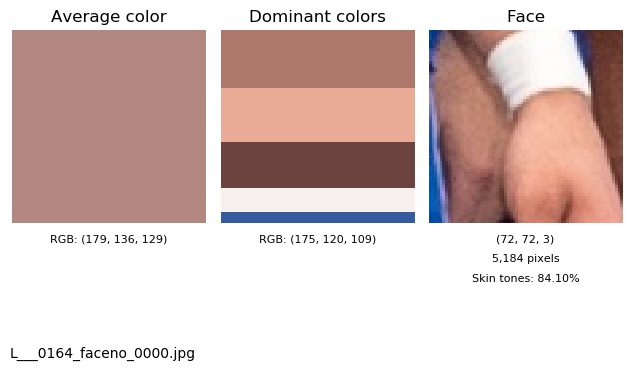 Average color
Dominant colors
Face
RGB: (179, 136, 129)
RGB: (175, 120, 109)
(72, 72, 3)
5,184 pixels
Skin tones: 84.10%
L___0164_faceno_0000.jpg